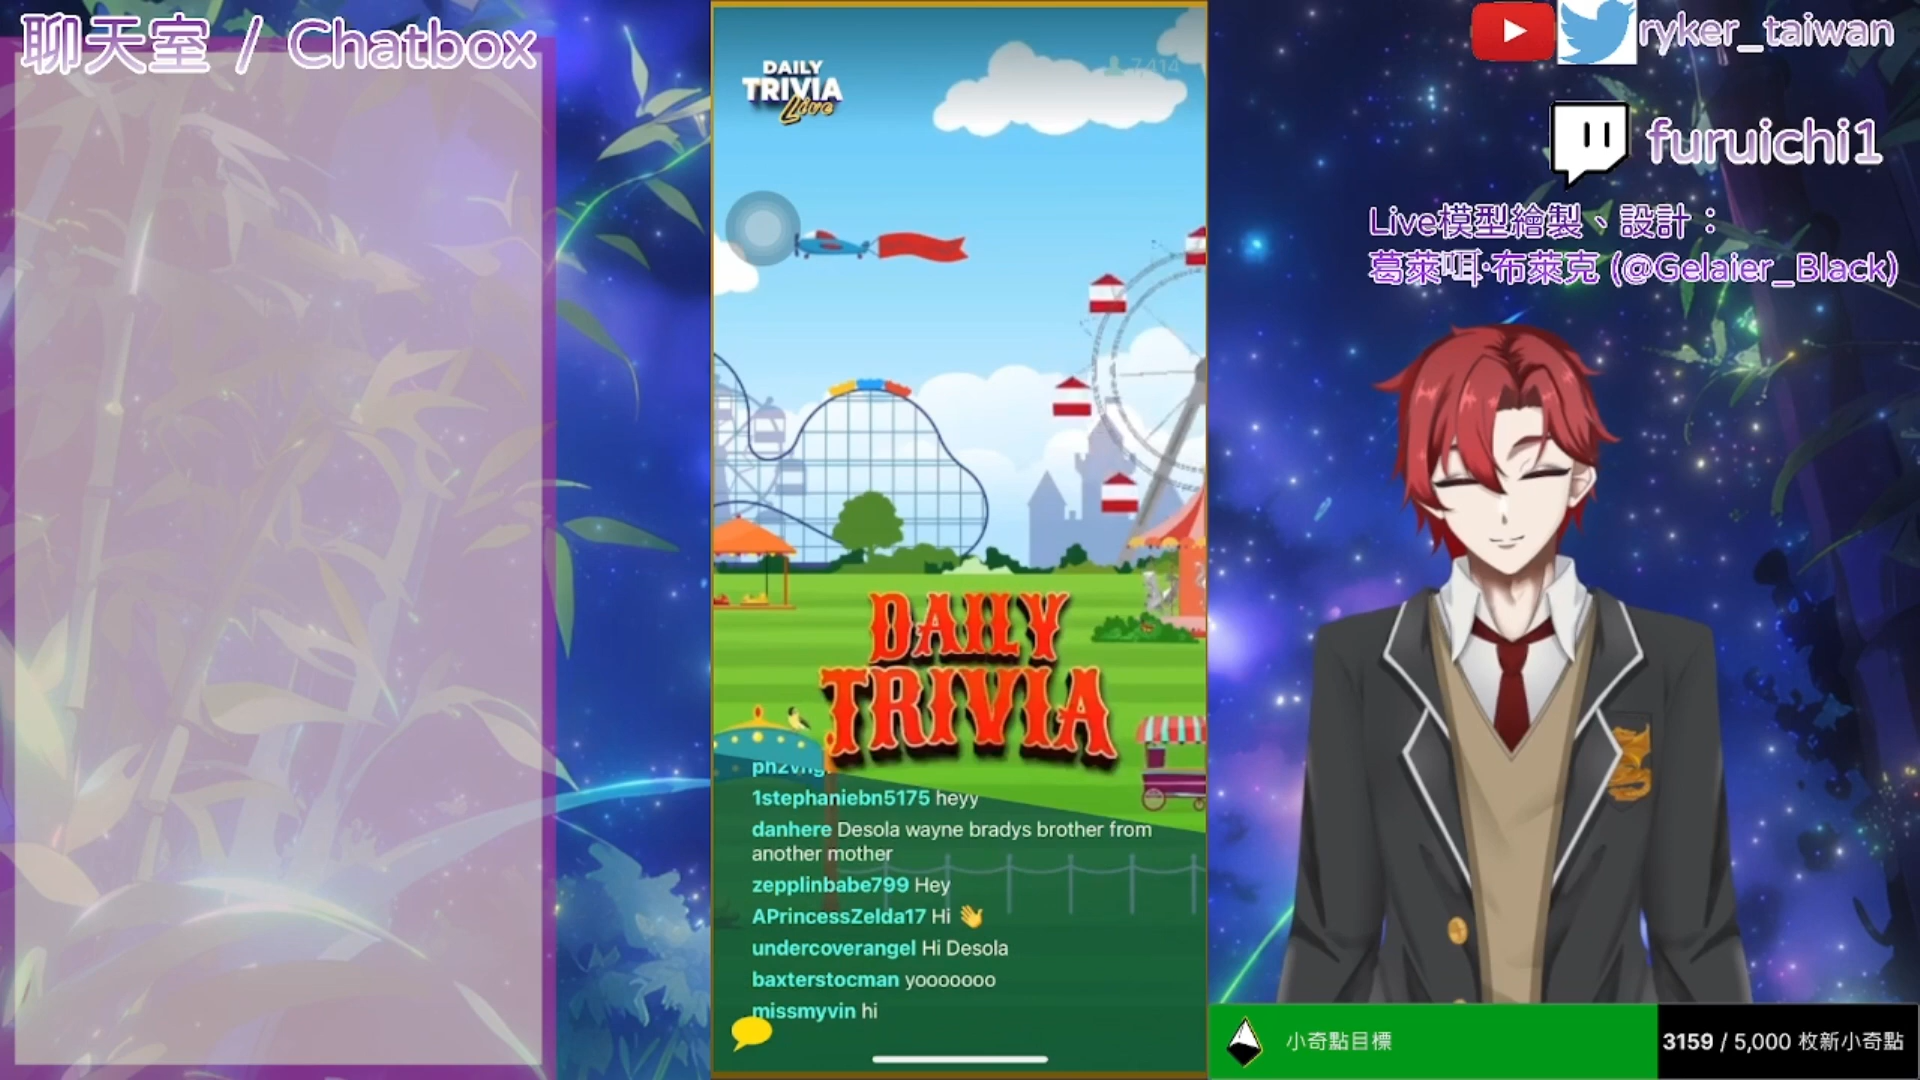 聊天室 / Chatbox
DAILY
TRIVIA
Live
7414
DAILY
TRIVIA
1stephaniebn5175 heyy
danhere Desola wayne bradys brother from
another mother
zepplinbabe799 Hey
APrincessZelda17 Hi 👋
undercoverangel Hi Desola
baxterstocman yooooooo
missmyvin hi
ryker_taiwan
furuichi1
Live模型繪製、設計：
葛萊咡·布萊克 (@Gelaier_Black)
小奇點目標
3159 / 5,000 枚新小奇點